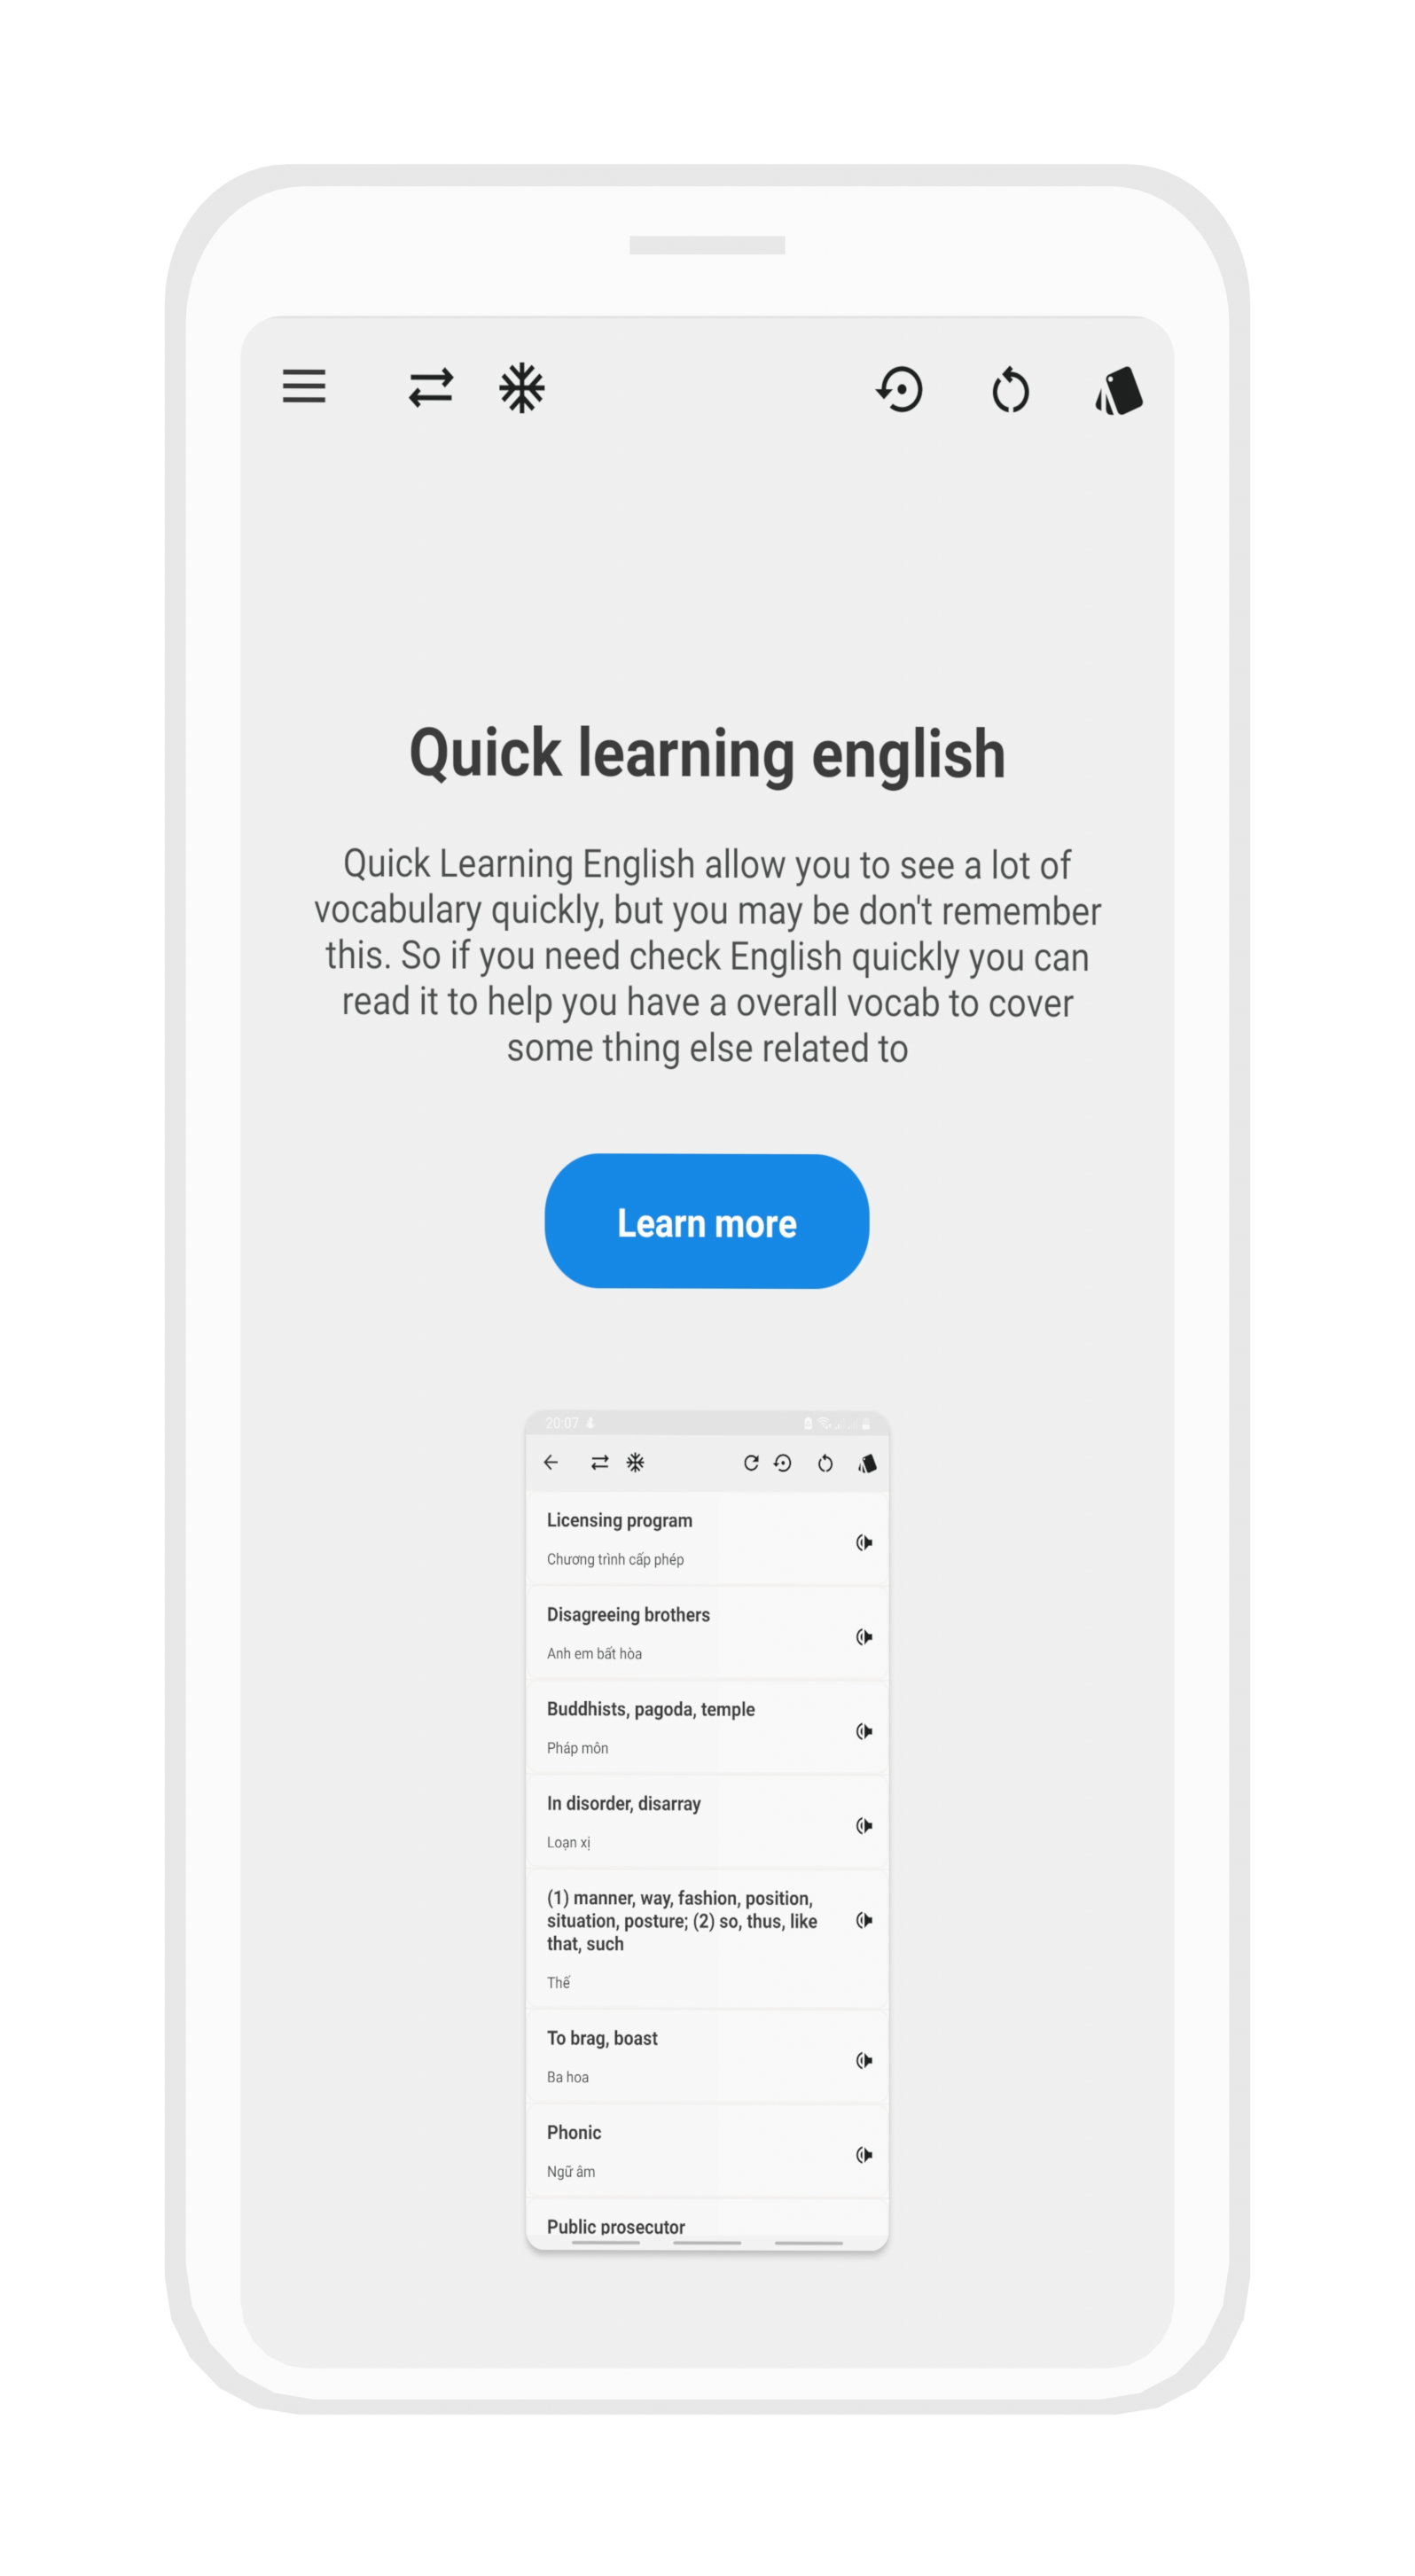 Quick learning english
Quick Learning English allow you to see a lot of
vocabulary quickly, but you may be don't remember
this. So if you need check English quickly you can
read it to help you have a overall vocab to cover
some thing else related to
Learn more
20:07
Licensing program
Chương trình cấp phép
Disagreeing brothers
Anh em bất hòa
Buddhists, pagoda, temple
Pháp môn
In disorder, disarray
Loạn xị
(1) manner, way, fashion, position,
situation, posture; (2) so, thus, like
that, such
Thế
To brag, boast
Ba hoa
Phonic
Ngữ âm
Public prosecutor